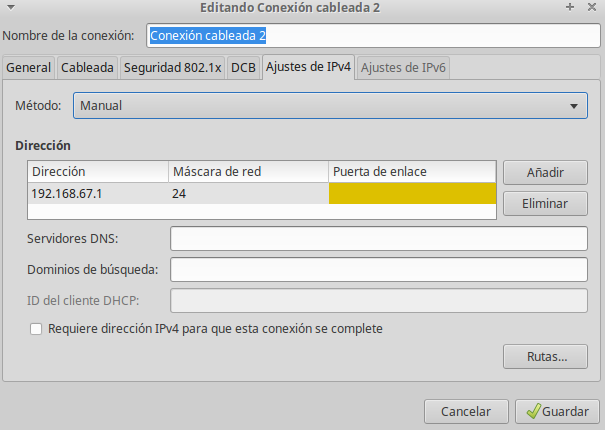 Editando Conexión cableada 2
Nombre de la conexión: Conexión cableada 2
General Cableada Seguridad 802.1x DCB Ajustes de IPv4 Ajustes de IPv6
Método: Manual
Dirección
Dirección Máscara de red Puerta de enlace Añadir
192.168.67.1 24
Eliminar
Servidores DNS:
Dominios de búsqueda:
ID del cliente DHCP:
Requiere dirección IPv4 para que esta conexión se complete
Rutas...
Cancelar Guardar